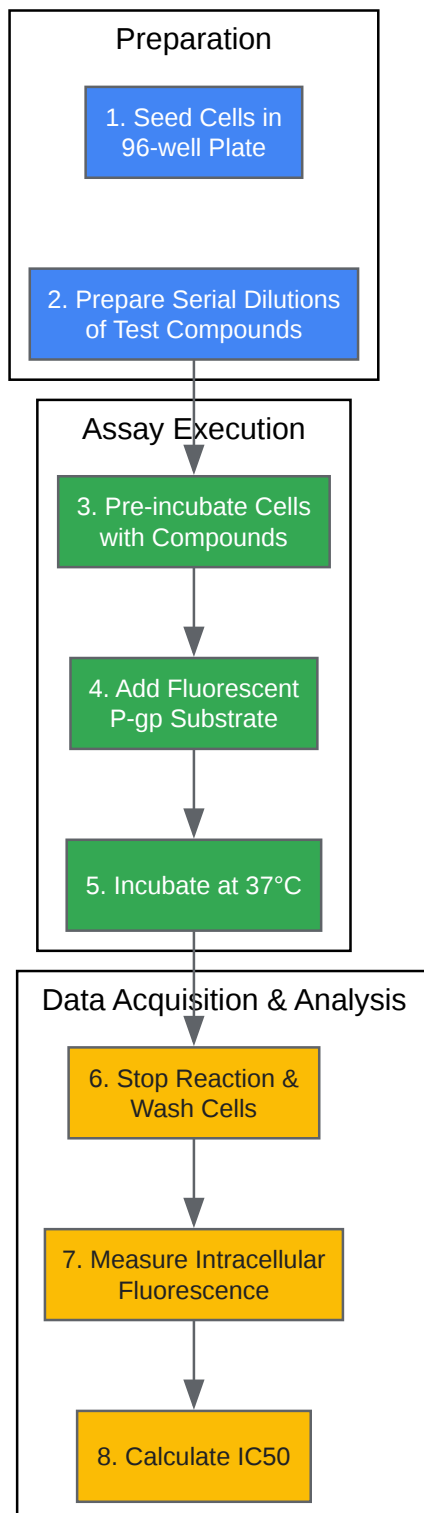 Preparation
1. Seed Cells in
96-well Plate
2. Prepare Serial Dilutions
of Test Compounds
Assay Execution
3. Pre-incubate Cells
with Compounds
4. Add Fluorescent
P-gp Substrate
5. Incubate at 37°C
Data Acquisition & Analysis
6. Stop Reaction &
Wash Cells
7. Measure Intracellular
Fluorescence
8. Calculate IC50